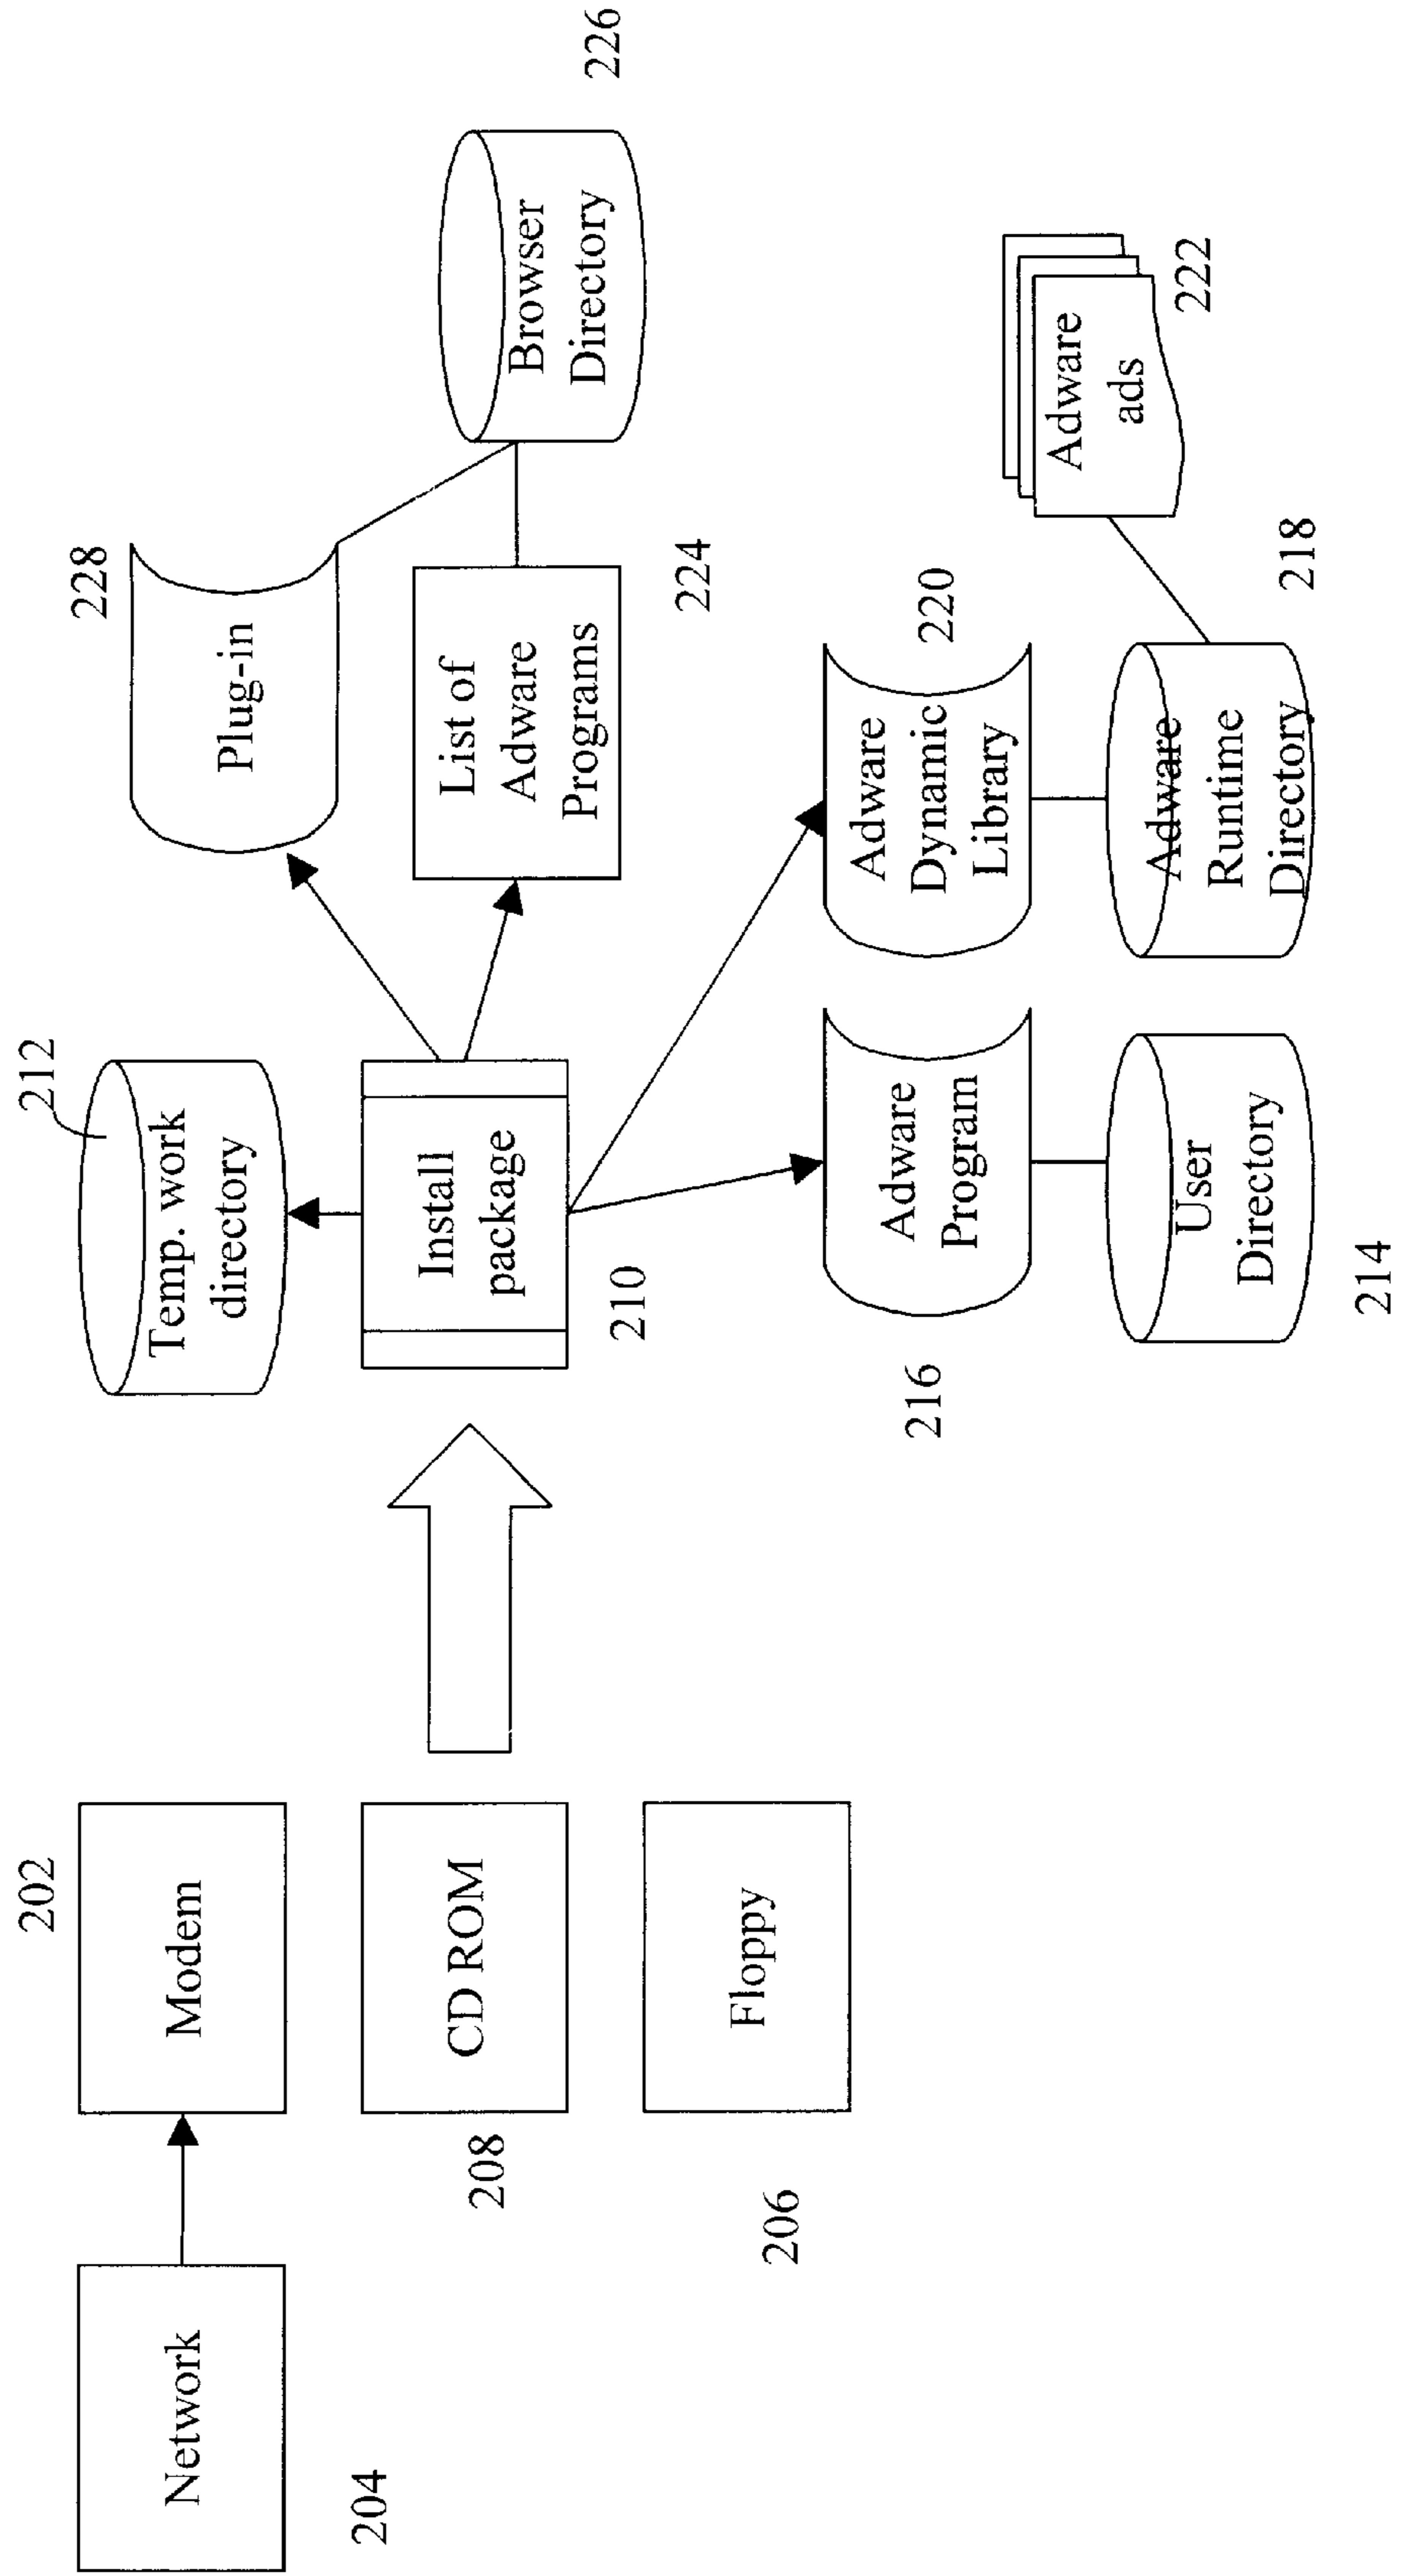 204
Network
202
Modem
208
CD ROM
206
Floppy
212
Temp. work
directory
Install
package
210
228
Plug-in
List of
Adware
Programs
224
226
Browser
Directory
216
Adware
Program
User
Directory
214
220
Adware
Dynamic
Library
Adware
Runtime
Directory
218
Adware
ads
222